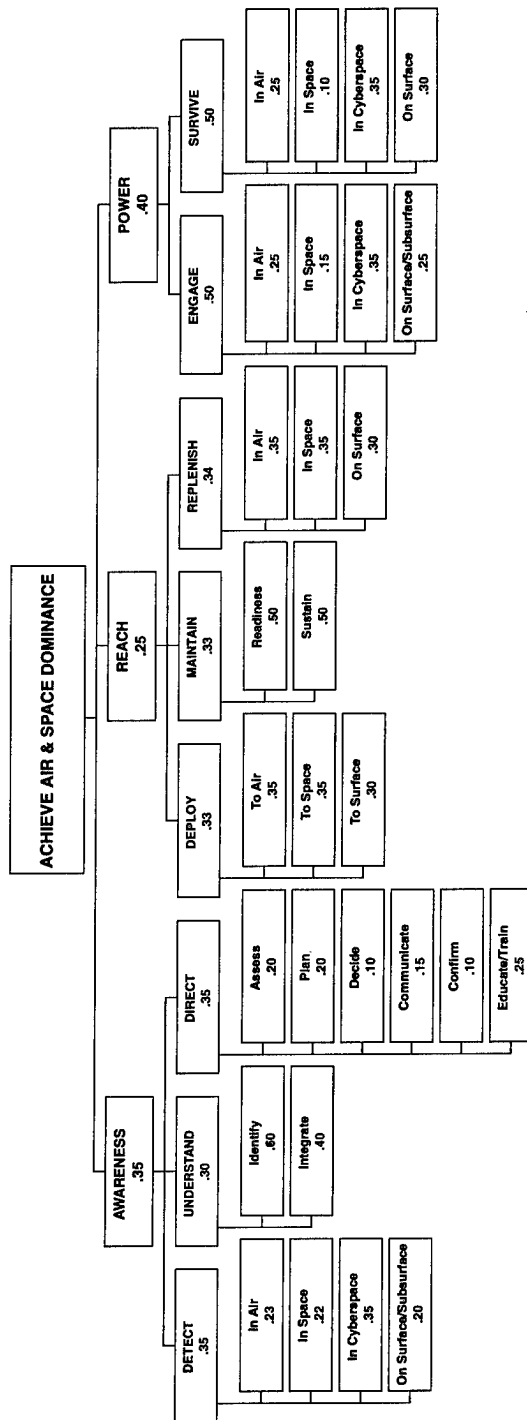 ACHIEVE AIR & SPACE DOMINANCE
AWARENESS
.35
REACH
.25
POWER
.40
DETECT
.35
UNDERSTAND
.30
DIRECT
.35
DEPLOY
.33
MAINTAIN
.33
REPLENISH
.34
ENGAGE
.50
SURVIVE
.50
In Air
.23
In Space
.22
In Cyberspace
.35
On Surface/Subsurface
.20
Identify
.60
Integrate
.40
Assess
.20
Plan
.20
Decide
.10
Communicate
.15
Confirm
.10
Educate/Train
.25
To Air
.35
To Space
.35
To Surface
.30
Readiness
.50
Sustain
.50
In Air
.35
In Space
.35
On Surface
.30
In Air
.25
In Space
.15
In Cyberspace
.35
On Surface/Subsurface
.25
In Air
.25
In Space
.10
In Cyberspace
.35
On Surface
.30